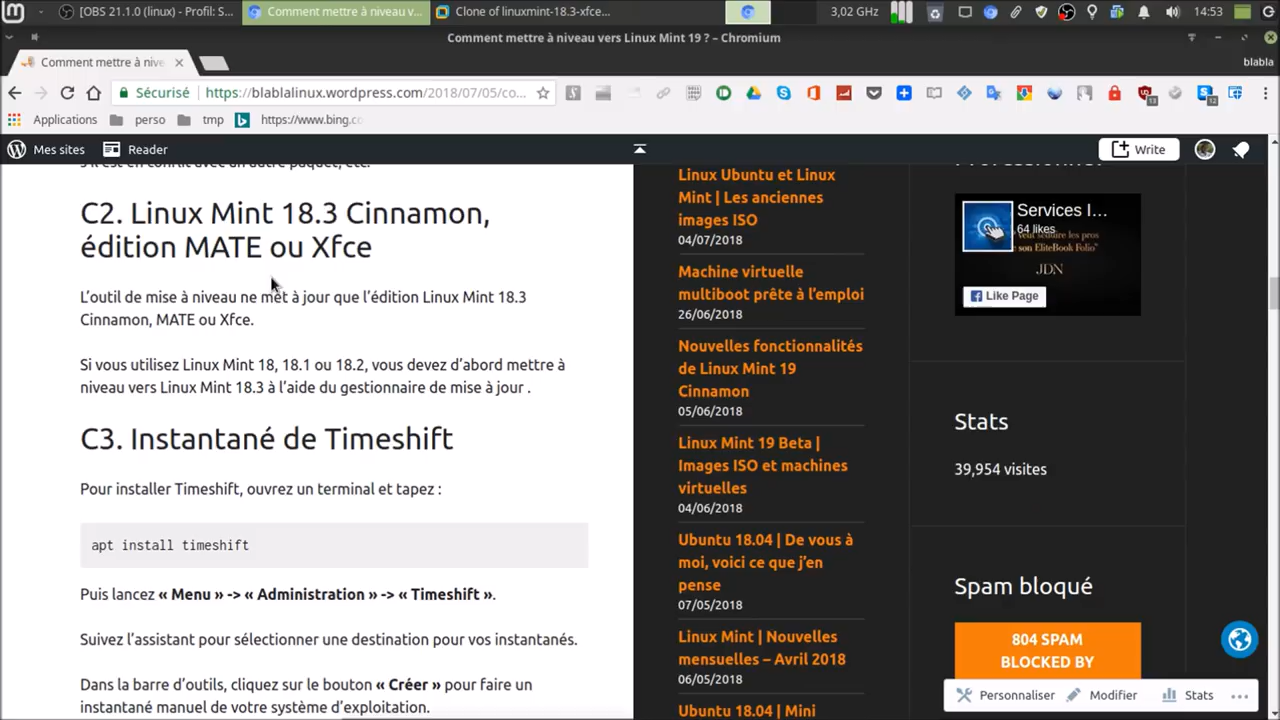 [OBS 21.1.0 (linux) - Profil: S...
Comment mettre à niveau v...
Clone of linuxmint-18.3-xfce...
3,02 GHz
14:53
Comment mettre à niveau vers Linux Mint 19 ? – Chromium
Comment mettre à nive
blabla
Sécurisé
https://blablalinux.wordpress.com/2018/07/05/co...
13
12
Applications
perso
tmp
https://www.bing.co
Mes sites
Reader
Write
C2. Linux Mint 18.3 Cinnamon,
édition MATE ou Xfce
L'outil de mise à niveau ne met à jour que l'édition Linux Mint 18.3
Cinnamon, MATE ou Xfce.
Si vous utilisez Linux Mint 18, 18.1 ou 18.2, vous devez d'abord mettre à
niveau vers Linux Mint 18.3 à l'aide du gestionnaire de mise à jour .
C3. Instantané de Timeshift
Pour installer Timeshift, ouvrez un terminal et tapez :
apt install timeshift
Puis lancez « Menu » -> « Administration » -> « Timeshift ».
Suivez l'assistant pour sélectionner une destination pour vos instantanés.
Dans la barre d'outils, cliquez sur le bouton « Créer » pour faire un
instantané manuel de votre système d'exploitation.
Linux Ubuntu et Linux
Mint | Les anciennes
images ISO
04/07/2018
Machine virtuelle
multiboot prête à l'emploi
26/06/2018
Nouvelles fonctionnalités
de Linux Mint 19
Cinnamon
05/06/2018
Linux Mint 19 Beta |
Images ISO et machines
virtuelles
04/06/2018
Ubuntu 18.04 | De vous à
moi, voici ce que j'en
pense
07/05/2018
Linux Mint | Nouvelles
mensuelles – Avril 2018
06/05/2018
Ubuntu 18.04 | Mini
Services I...
64 likes
veut séduire les pros
son EliteBook Folio"
JDN
Like Page
Stats
39,954 visites
Spam bloqué
804 SPAM
BLOCKED BY
Personnaliser
Modifier
Stats